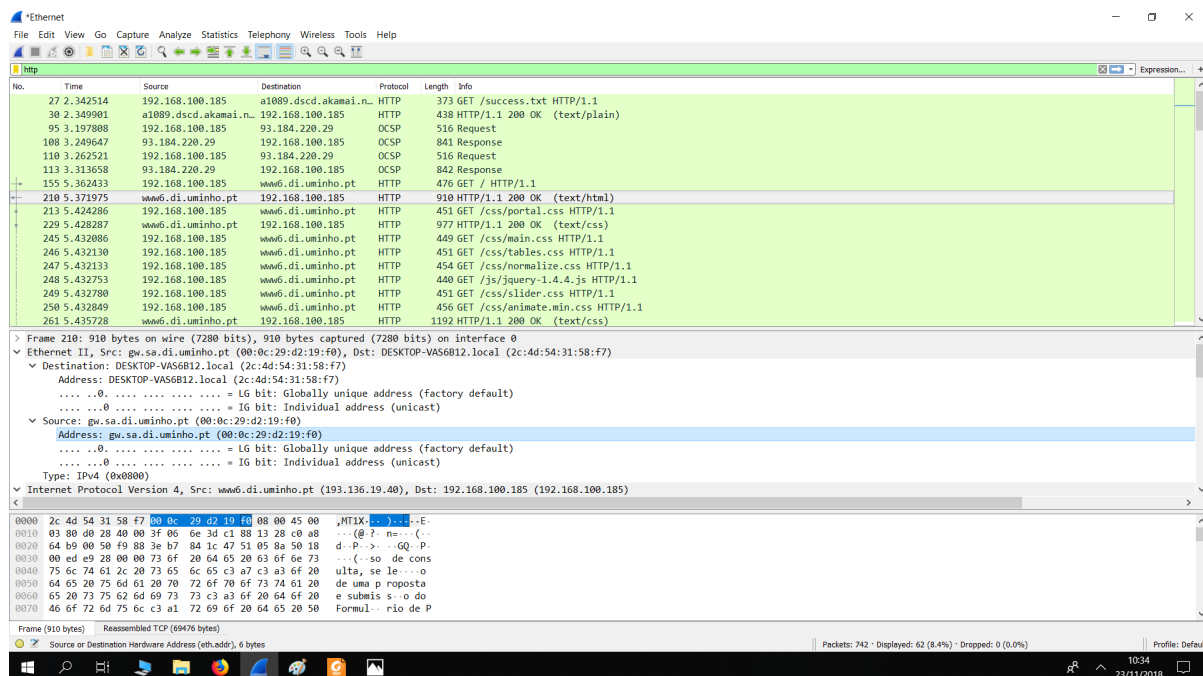 *Ethernet
File Edit View Go Capture Analyze Statistics Telephony Wireless Tools Help
http Expression... +
No. Time Source Destination Protocol Length Info
27 2.342514 192.168.100.185 a1089.dscd.akamai.n… HTTP 373 GET /success.txt HTTP/1.1
30 2.349901 a1089.dscd.akamai.n… 192.168.100.185 HTTP 438 HTTP/1.1 200 OK (text/plain)
95 3.197808 192.168.100.185 93.184.220.29 OCSP 516 Request
108 3.249647 93.184.220.29 192.168.100.185 OCSP 841 Response
110 3.262521 192.168.100.185 93.184.220.29 OCSP 516 Request
113 3.313658 93.184.220.29 192.168.100.185 OCSP 842 Response
155 5.362433 192.168.100.185 www6.di.uminho.pt HTTP 476 GET / HTTP/1.1
210 5.371975 www6.di.uminho.pt 192.168.100.185 HTTP 910 HTTP/1.1 200 OK (text/html)
213 5.424286 192.168.100.185 www6.di.uminho.pt HTTP 451 GET /css/portal.css HTTP/1.1
229 5.428287 www6.di.uminho.pt 192.168.100.185 HTTP 977 HTTP/1.1 200 OK (text/css)
245 5.432086 192.168.100.185 www6.di.uminho.pt HTTP 449 GET /css/main.css HTTP/1.1
246 5.432130 192.168.100.185 www6.di.uminho.pt HTTP 451 GET /css/tables.css HTTP/1.1
247 5.432133 192.168.100.185 www6.di.uminho.pt HTTP 454 GET /css/normalize.css HTTP/1.1
248 5.432753 192.168.100.185 www6.di.uminho.pt HTTP 440 GET /js/jquery-1.4.4.js HTTP/1.1
249 5.432780 192.168.100.185 www6.di.uminho.pt HTTP 451 GET /css/slider.css HTTP/1.1
250 5.432849 192.168.100.185 www6.di.uminho.pt HTTP 456 GET /css/animate.min.css HTTP/1.1
261 5.435728 www6.di.uminho.pt 192.168.100.185 HTTP 1192 HTTP/1.1 200 OK (text/css)
Frame 210: 910 bytes on wire (7280 bits), 910 bytes captured (7280 bits) on interface 0
Ethernet II, Src: gw.sa.di.uminho.pt (00:0c:29:d2:19:f0), Dst: DESKTOP-VAS6B12.local (2c:4d:54:31:58:f7)
Destination: DESKTOP-VAS6B12.local (2c:4d:54:31:58:f7)
Address: DESKTOP-VAS6B12.local (2c:4d:54:31:58:f7)
.... ..0. .... .... .... .... = LG bit: Globally unique address (factory default)
.... ...0 .... .... .... .... = IG bit: Individual address (unicast)
Source: gw.sa.di.uminho.pt (00:0c:29:d2:19:f0)
Address: gw.sa.di.uminho.pt (00:0c:29:d2:19:f0)
.... ..0. .... .... .... .... = LG bit: Globally unique address (factory default)
.... ...0 .... .... .... .... = IG bit: Individual address (unicast)
Type: IPv4 (0x0800)
Internet Protocol Version 4, Src: www6.di.uminho.pt (193.136.19.40), Dst: 192.168.100.185 (192.168.100.185)
0000 2c 4d 54 31 58 f7 00 0c 29 d2 19 f0 08 00 45 00 ,MT1X··· )·····E·
0010 03 80 d0 28 40 00 3f 06 6e 3d c1 88 13 28 c0 a8 ···(@·?· n=···(··
0020 64 b9 00 50 f9 88 3e b7 84 1c 47 51 05 8a 50 18 d··P··>· ··GQ··P·
0030 00 ed e9 28 00 00 73 6f 20 64 65 20 63 6f 6e 73 ···(··so de cons
0040 75 6c 74 61 2c 20 73 65 6c 65 c3 a7 c3 a3 6f 20 ulta, se le····o
0050 64 65 20 75 6d 61 20 70 72 6f 70 6f 73 74 61 20 de uma p roposta
0060 65 20 73 75 62 6d 69 73 73 c3 a3 6f 20 64 6f 20 e submis s··o do
0070 46 6f 72 6d 75 6c c3 a1 72 69 6f 20 64 65 20 50 Formul·· rio de P
Frame (910 bytes) Reassembled TCP (69476 bytes)
Source or Destination Hardware Address (eth.addr), 6 bytes Packets: 742 · Displayed: 62 (8.4%) · Dropped: 0 (0.0%) Profile: Defau
10:34
23/11/2018